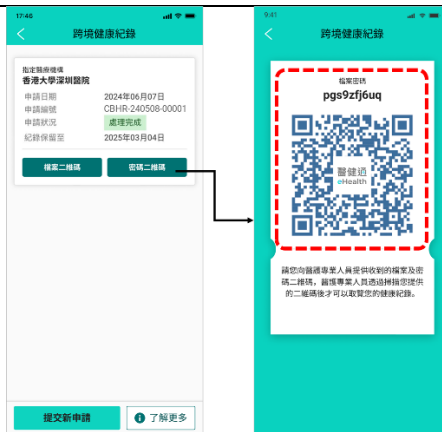 17:46
跨境健康紀錄
指定醫療機構
香港大學深圳醫院
申請日期 2024年06月07日
申請編號 CBHR-240508-00001
申請狀況 處理完成
紀錄保留至 2025年03月04日
檔案二維碼 密碼二維碼
提交新申請 了解更多
9:41
跨境健康紀錄
檔案密碼
pgs9zfj6uq
醫健通
eHealth
請您向醫護專業人員提供收到的檔案及密
碼二維碼，醫護專業人員透過掃描您提供
的二維碼後才可以取覽您的健康紀錄。